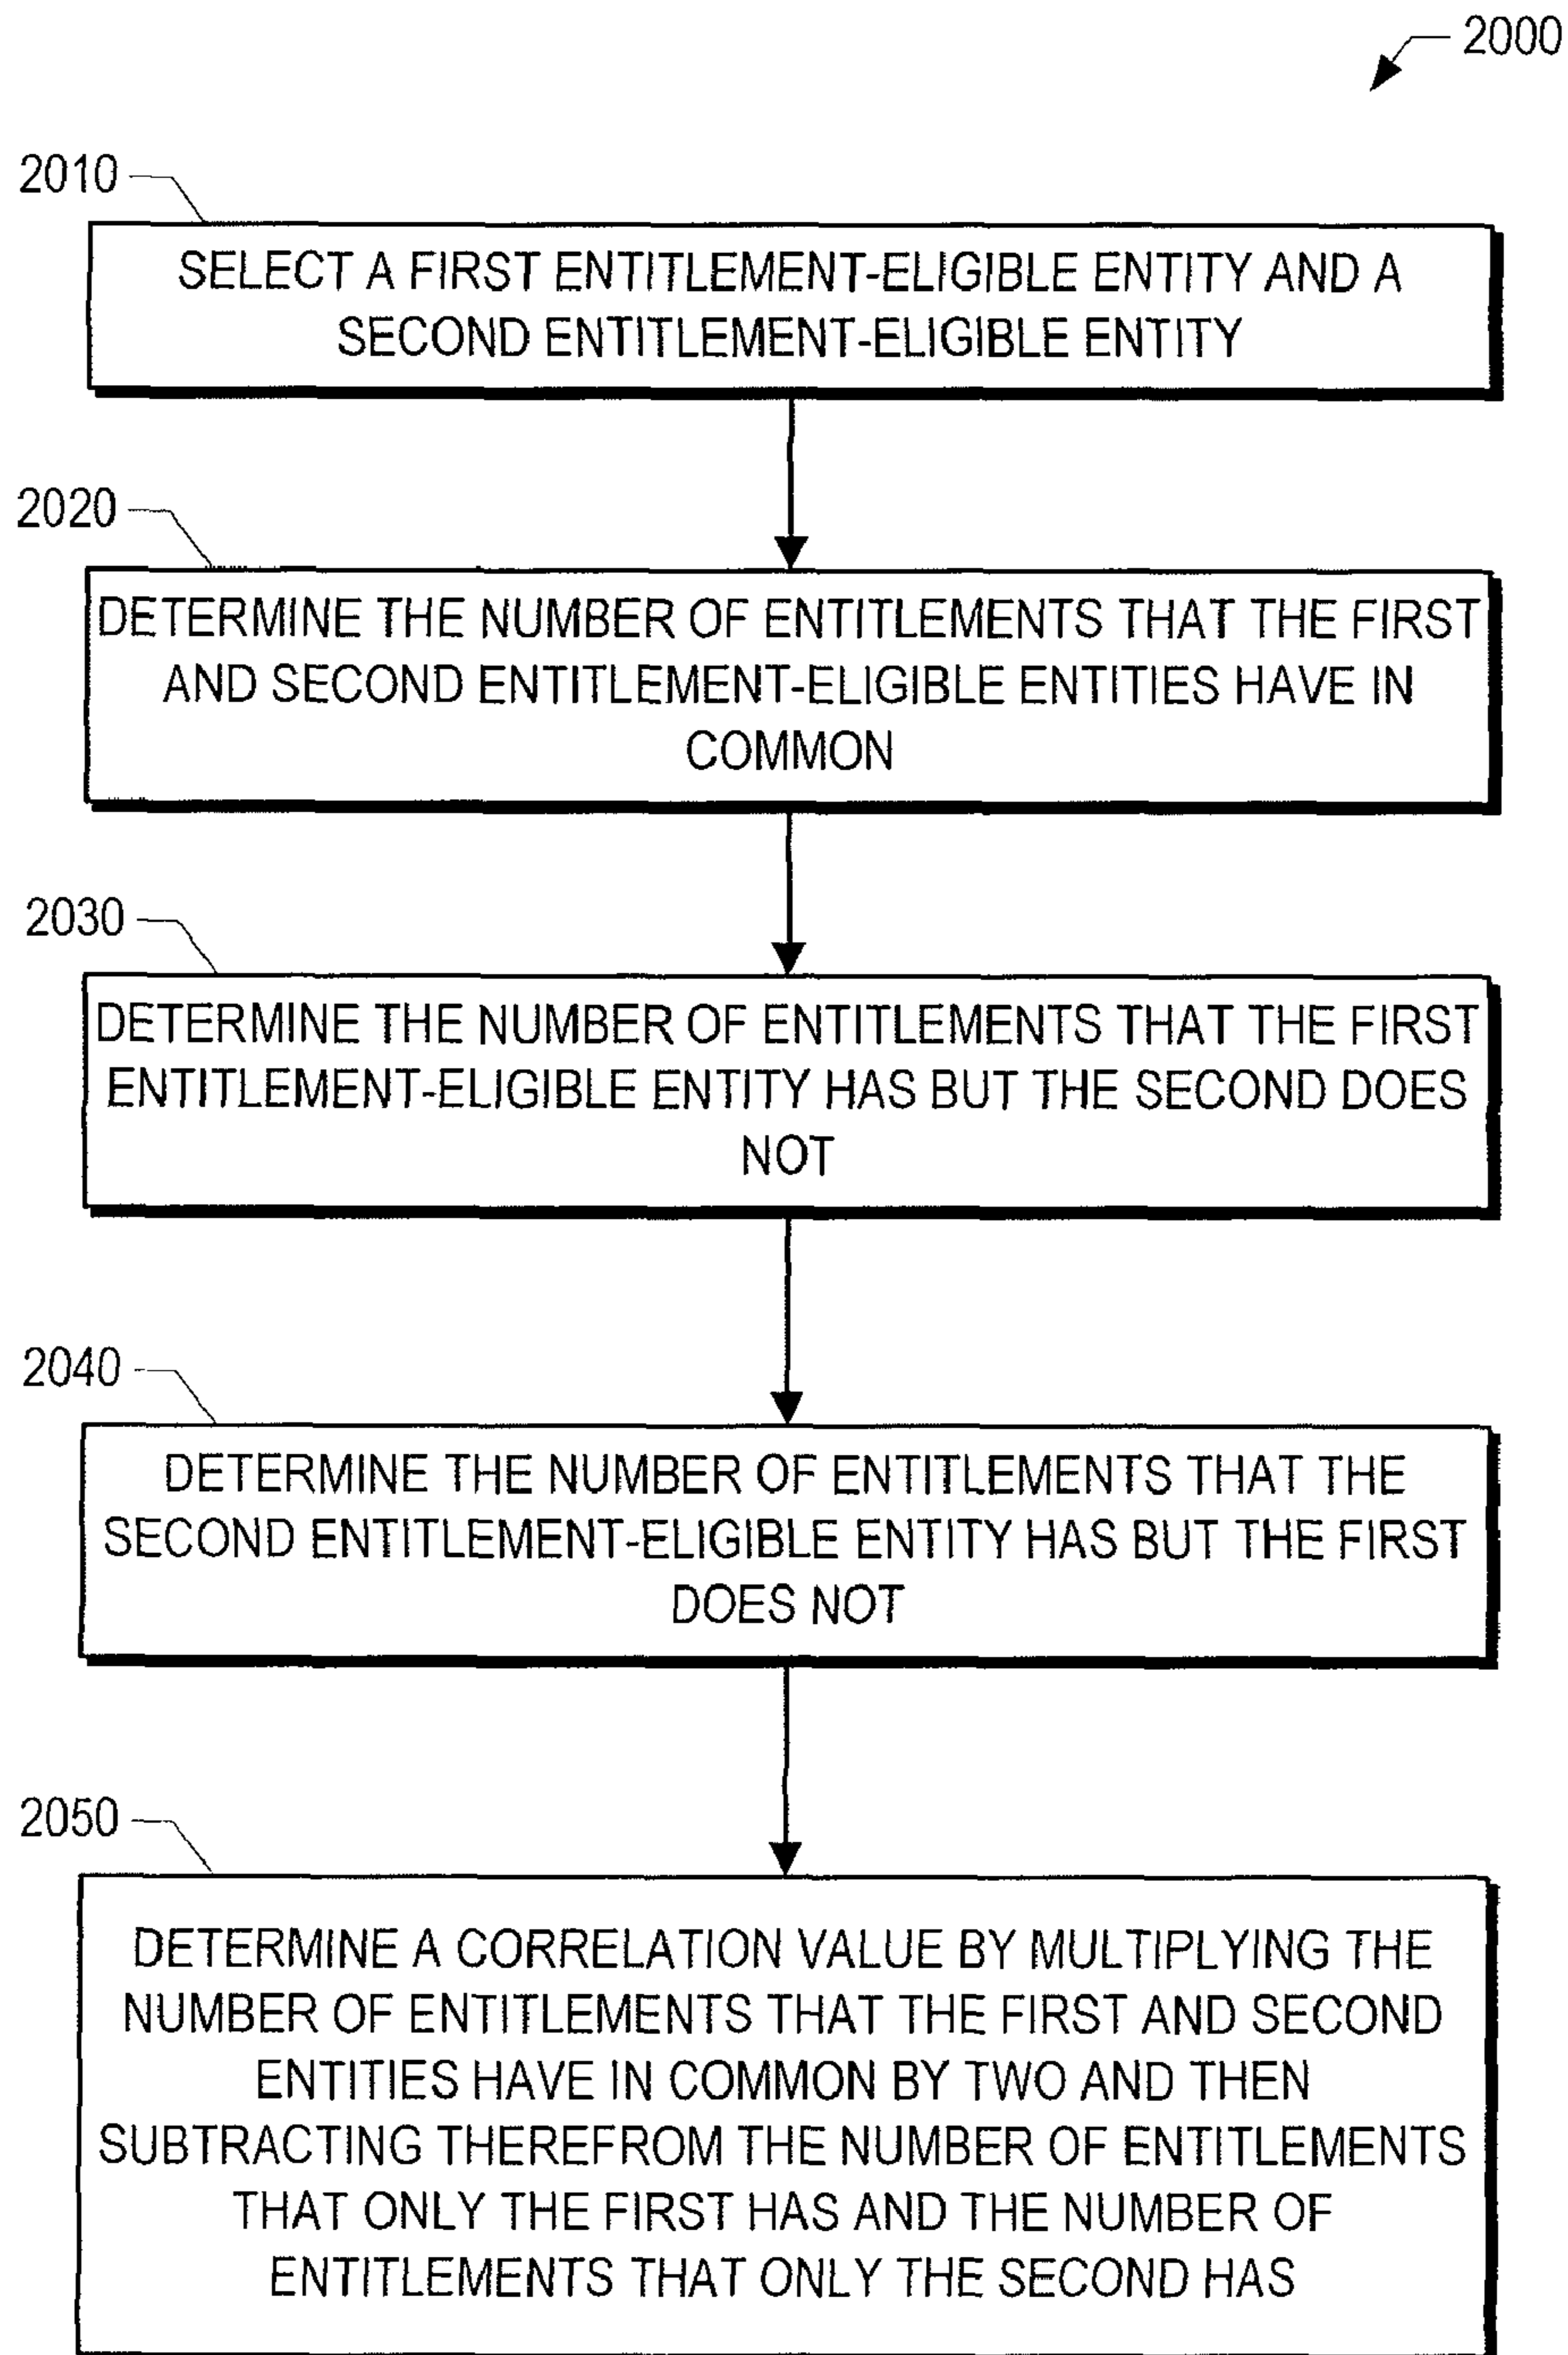 2000
2010
SELECT A FIRST ENTITLEMENT-ELIGIBLE ENTITY AND A
SECOND ENTITLEMENT-ELIGIBLE ENTITY
2020
DETERMINE THE NUMBER OF ENTITLEMENTS THAT THE FIRST
AND SECOND ENTITLEMENT-ELIGIBLE ENTITIES HAVE IN
COMMON
2030
DETERMINE THE NUMBER OF ENTITLEMENTS THAT THE FIRST
ENTITLEMENT-ELIGIBLE ENTITY HAS BUT THE SECOND DOES
NOT
2040
DETERMINE THE NUMBER OF ENTITLEMENTS THAT THE
SECOND ENTITLEMENT-ELIGIBLE ENTITY HAS BUT THE FIRST
DOES NOT
2050
DETERMINE A CORRELATION VALUE BY MULTIPLYING THE
NUMBER OF ENTITLEMENTS THAT THE FIRST AND SECOND
ENTITIES HAVE IN COMMON BY TWO AND THEN
SUBTRACTING THEREFROM THE NUMBER OF ENTITLEMENTS
THAT ONLY THE FIRST HAS AND THE NUMBER OF
ENTITLEMENTS THAT ONLY THE SECOND HAS